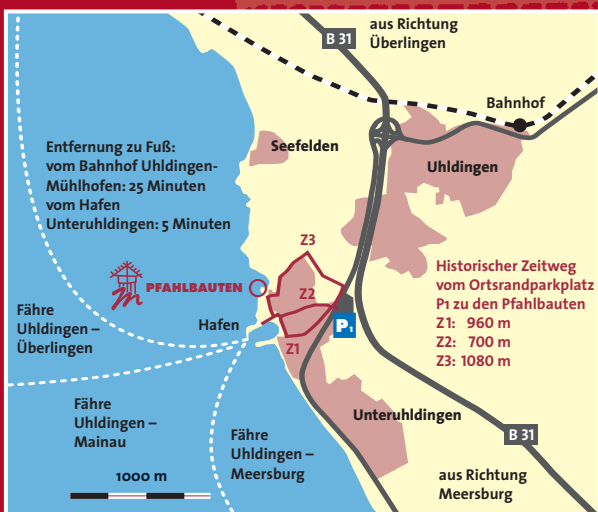 aus Richtung
Überlingen
B 31
Bahnhof
Entfernung zu Fuß:
vom Bahnhof Uhldingen-
Mühlhofen: 25 Minuten
vom Hafen
Unteruhldingen: 5 Minuten
Seefelden
Uhldingen
Z3
Historischer Zeitweg
vom Ortsrandparkplatz
P1 zu den Pfahlbauten
Z1: 960 m
Z2: 700 m
Z3: 1080 m
PFAHLBAUTEN
Z2
Fähre
Uhldingen –
Überlingen
Hafen
P1
Z1
Fähre
Uhldingen –
Mainau
Fähre
Uhldingen –
Meersburg
Unteruhldingen
B 31
aus Richtung
Meersburg
1000 m